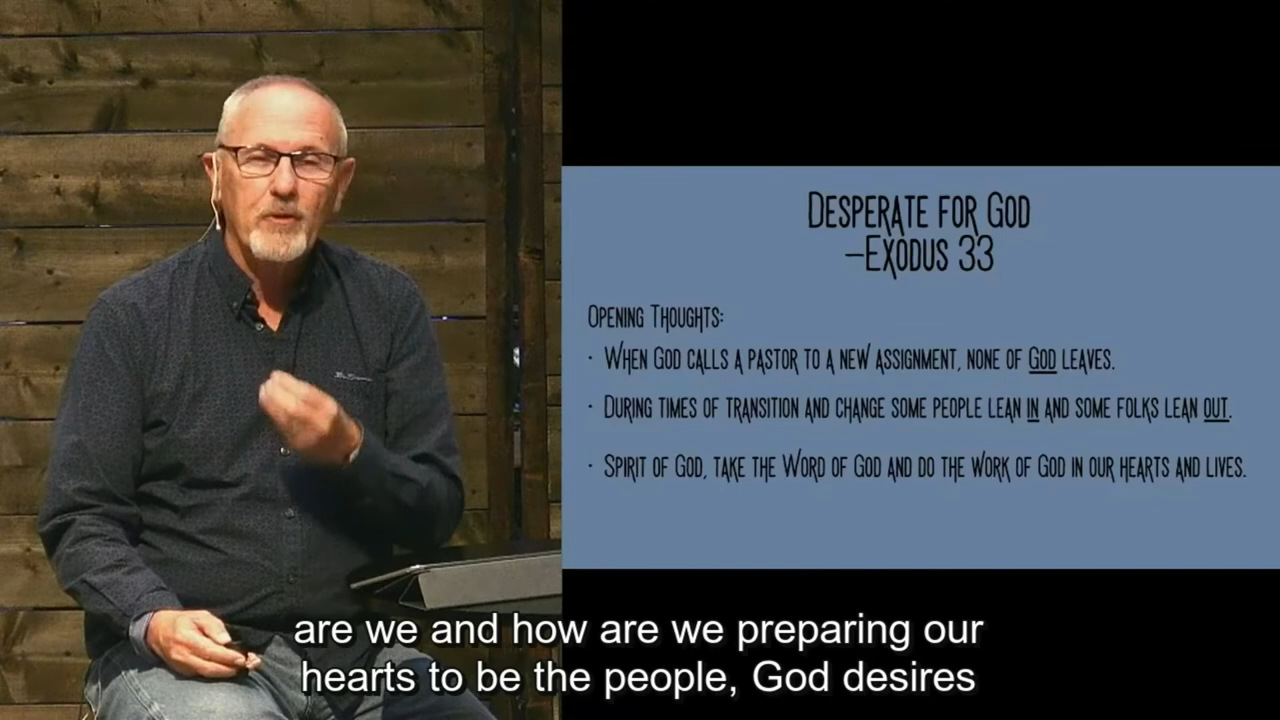 DESPERATE FOR GOD
–EXODUS 33
OPENING THOUGHTS:
· WHEN GOD CALLS A PASTOR TO A NEW ASSIGNMENT, NONE OF GOD LEAVES.
· DURING TIMES OF TRANSITION AND CHANGE SOME PEOPLE LEAN IN AND SOME FOLKS LEAN OUT.
· SPIRIT OF GOD, TAKE THE WORD OF GOD AND DO THE WORK OF GOD IN OUR HEARTS AND LIVES.
are we and how are we preparing our
hearts to be the people, God desires